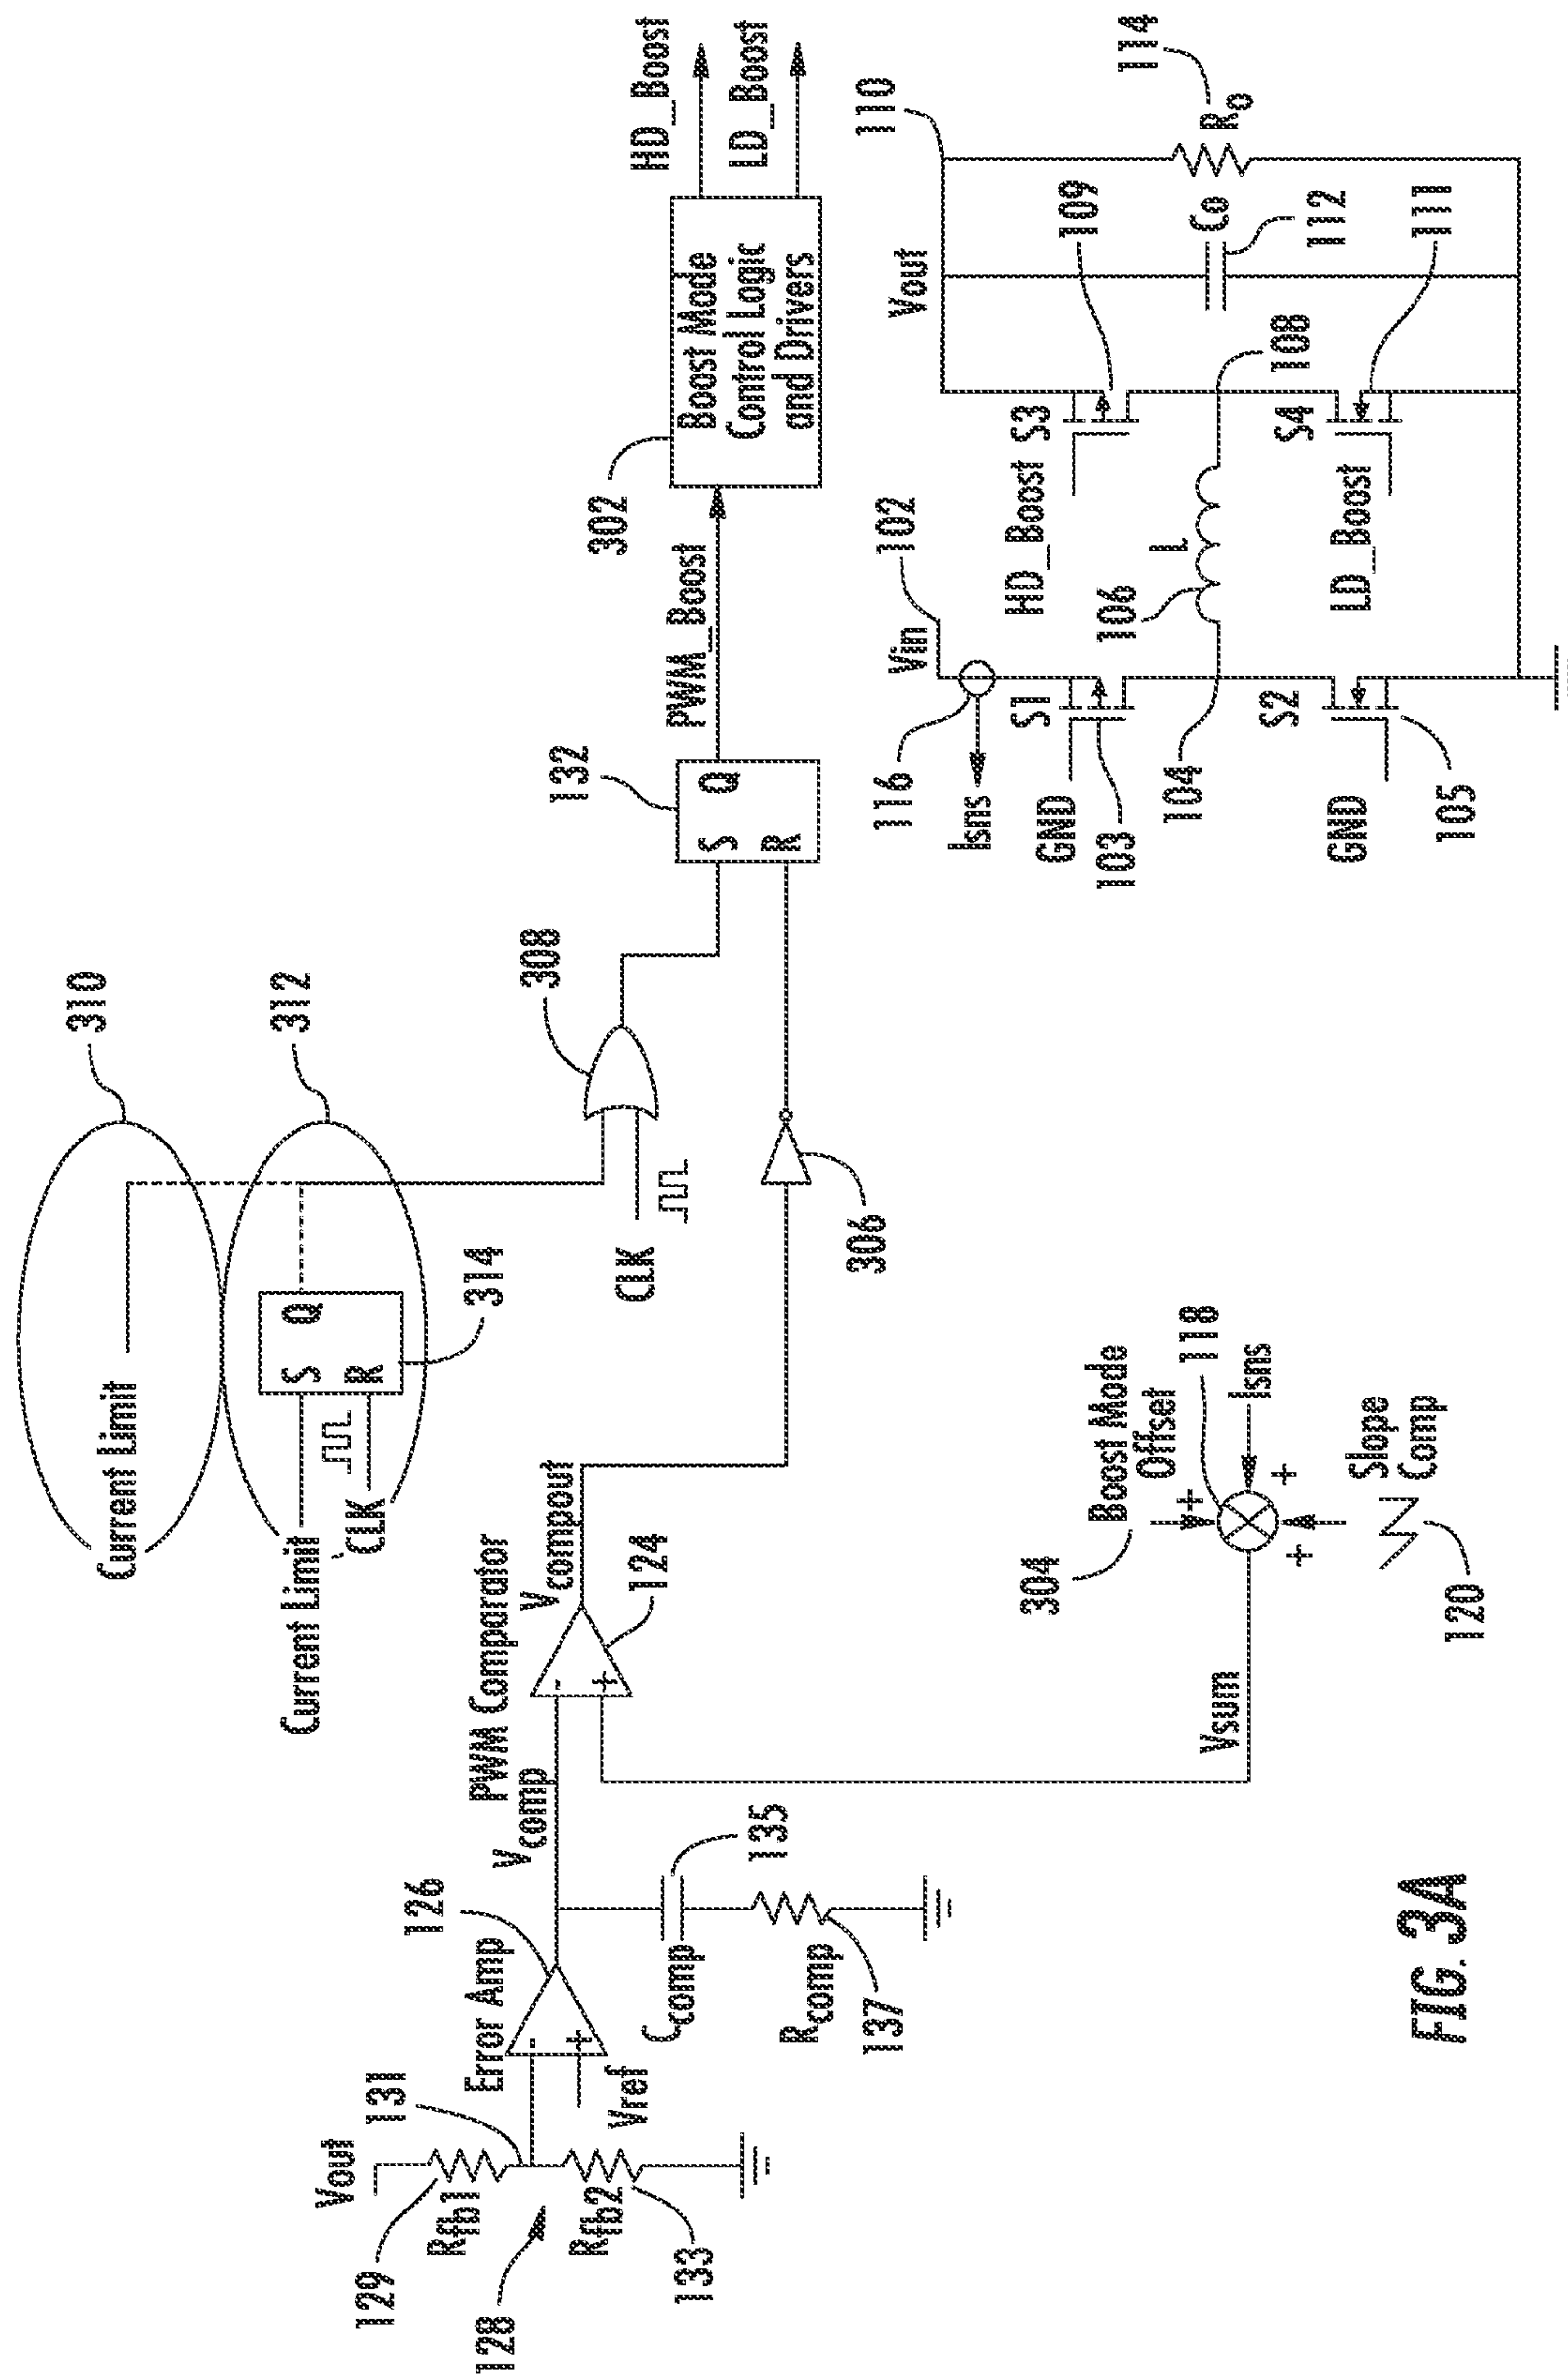 310
Current Limit
312
Current Limit
S Q
R
CLK
314
308
CLK
306
132
S Q
R
PWM_Boost
302
Boost Mode
Control Logic
and Drivers
HD_Boost
LD_Boost
Vout
129
Rfb1
131
128
Rfb2
133
Error Amp
126
-
+
Vref
Vcomp
Ccomp
135
Rcomp
137
PWM Comparator
-
+
Vcompout
124
Vsum
304
Boost Mode
Offset
118
Isns
+
+
+
Slope
Comp
120
116
Isns
Vin
102
GND
S1
103
104
106
L
GND
S2
105
HD_Boost
S3
109
108
LD_Boost
S4
111
Vout
110
Co
112
Ro
114
FIG. 3A